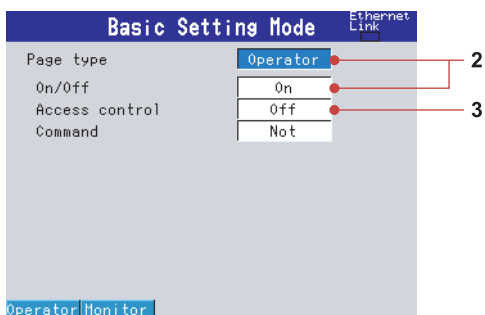 Basic Setting Mode
Ethernet
Link
Page type Operator
2
On/Off On
Access control Off
3
Command Not
Operator Monitor